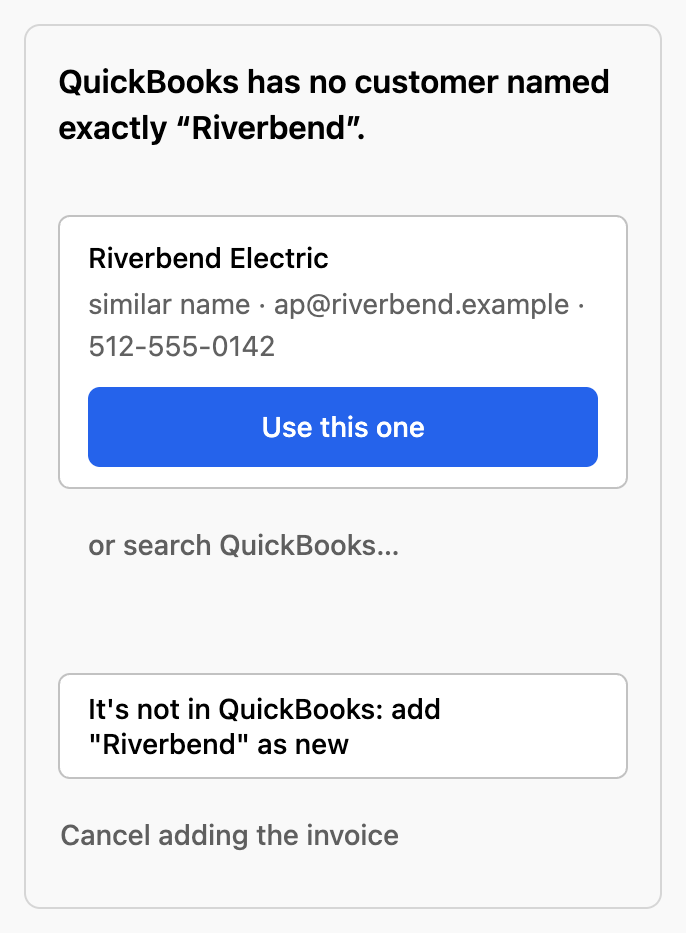 QuickBooks has no customer named
exactly “Riverbend”.
Riverbend Electric
similar name · ap@riverbend.example ·
512-555-0142
Use this one
or search QuickBooks...
It's not in QuickBooks: add
"Riverbend" as new
Cancel adding the invoice